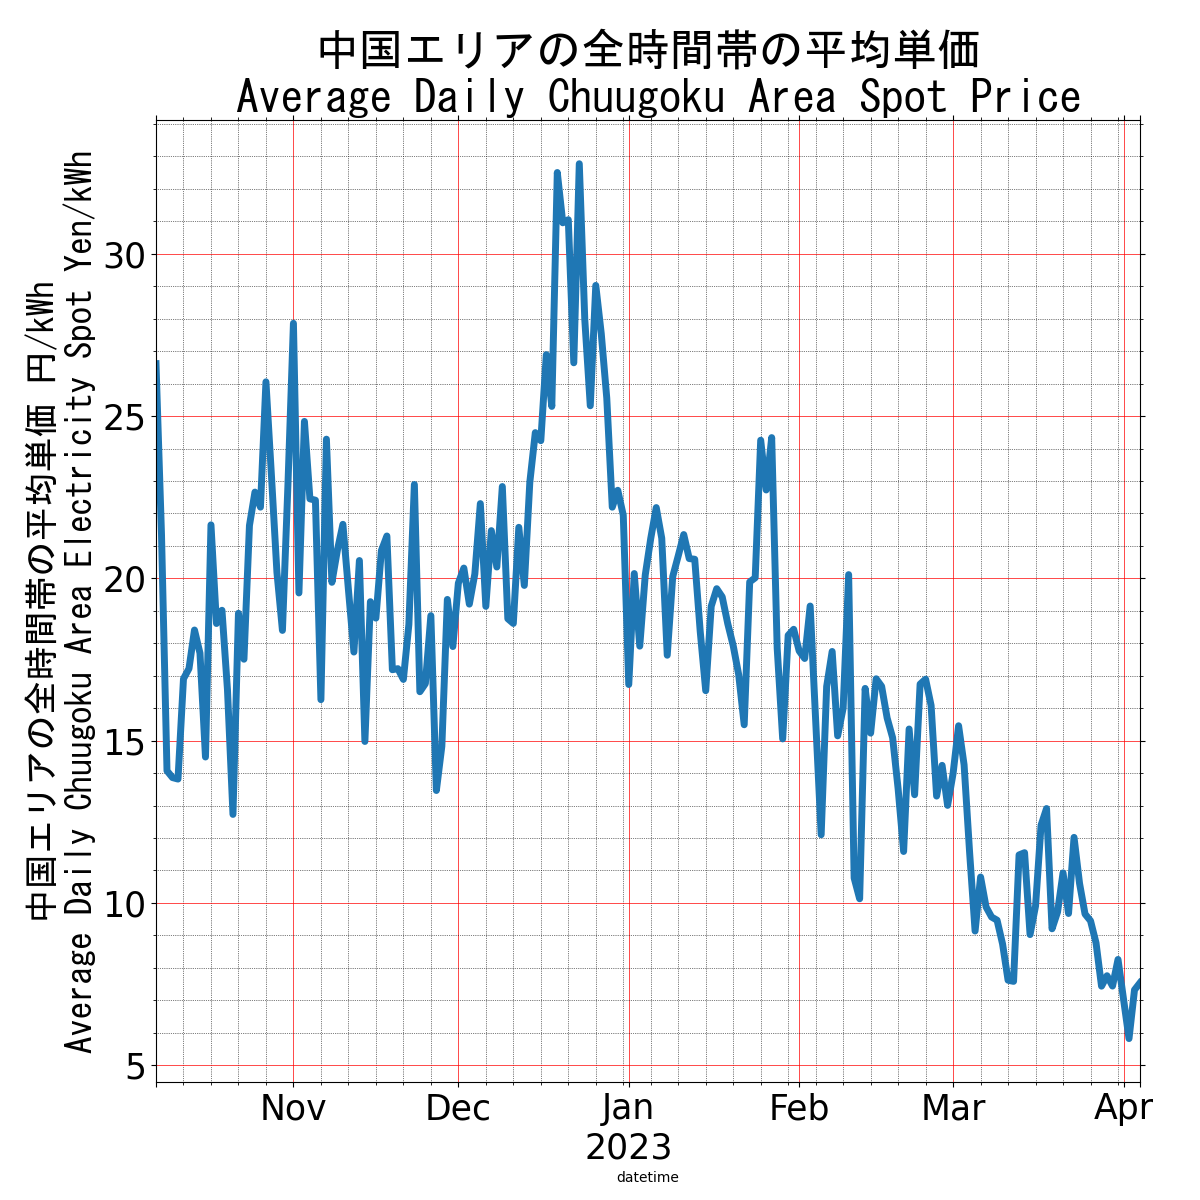 中国エリアの全時間帯の平均単価
Average Daily Chuugoku Area Spot Price
中国エリアの全時間帯の平均単価 円/kWh
Average Daily Chuugoku Area Electricity Spot Yen/kWh
30
25
20
15
10
5
Nov
Dec
Jan
2023
Feb
Mar
Apr
datetime